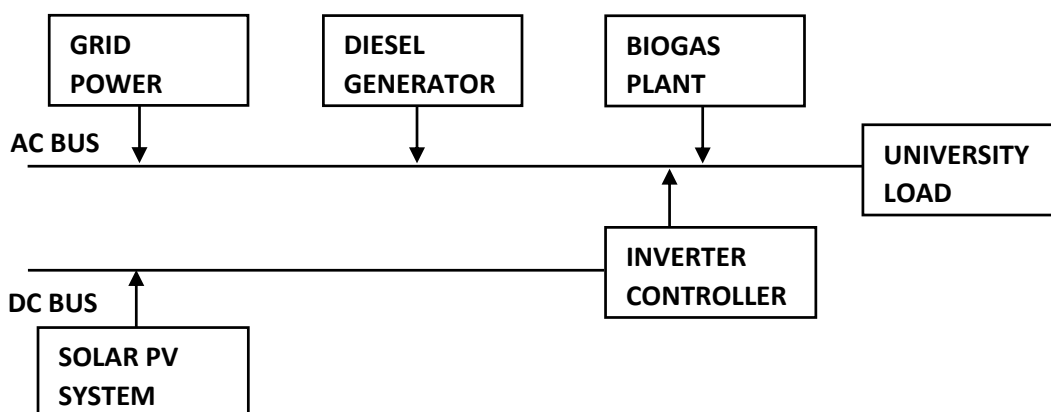 GRID
POWER
DIESEL
GENERATOR
BIOGAS
PLANT
AC BUS
UNIVERSITY
LOAD
INVERTER
CONTROLLER
DC BUS
SOLAR PV
SYSTEM